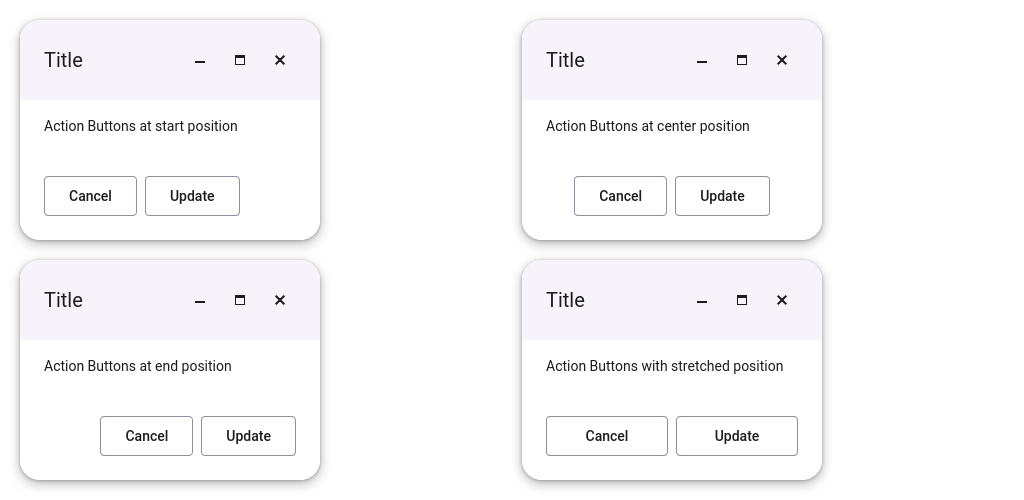 Title
Action Buttons at start position
Cancel Update
Title
Action Buttons at center position
Cancel Update
Title
Action Buttons at end position
Cancel Update
Title
Action Buttons with stretched position
Cancel Update